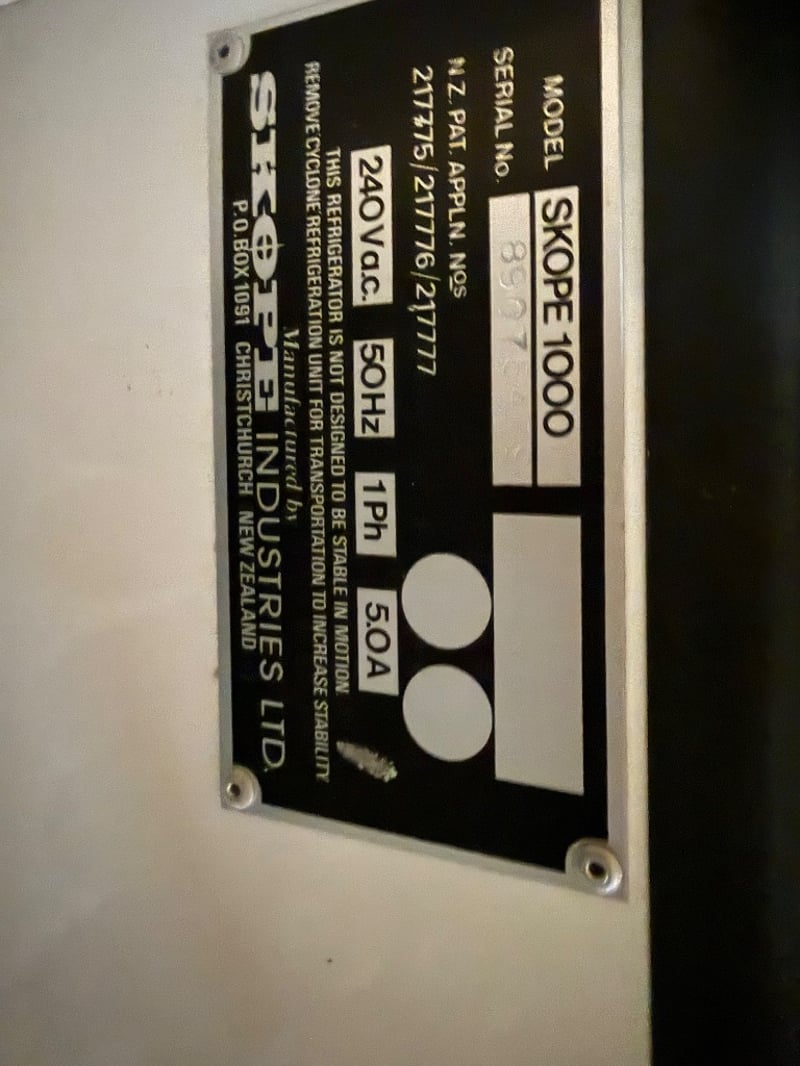 MODEL SKOPE 1000
SERIAL No.
N.Z. PAT. APPLN. Nos
217775/217776/217777
240V a.c. 50Hz 1Ph 5.0A
THIS REFRIGERATOR IS NOT DESIGNED TO BE STABLE IN MOTION.
REMOVE CYCLONE REFRIGERATION UNIT FOR TRANSPORTATION TO INCREASE STABILITY
Manufactured by
SKOPE INDUSTRIES LTD.
P.O.BOX 1091 CHRISTCHURCH NEW ZEALAND